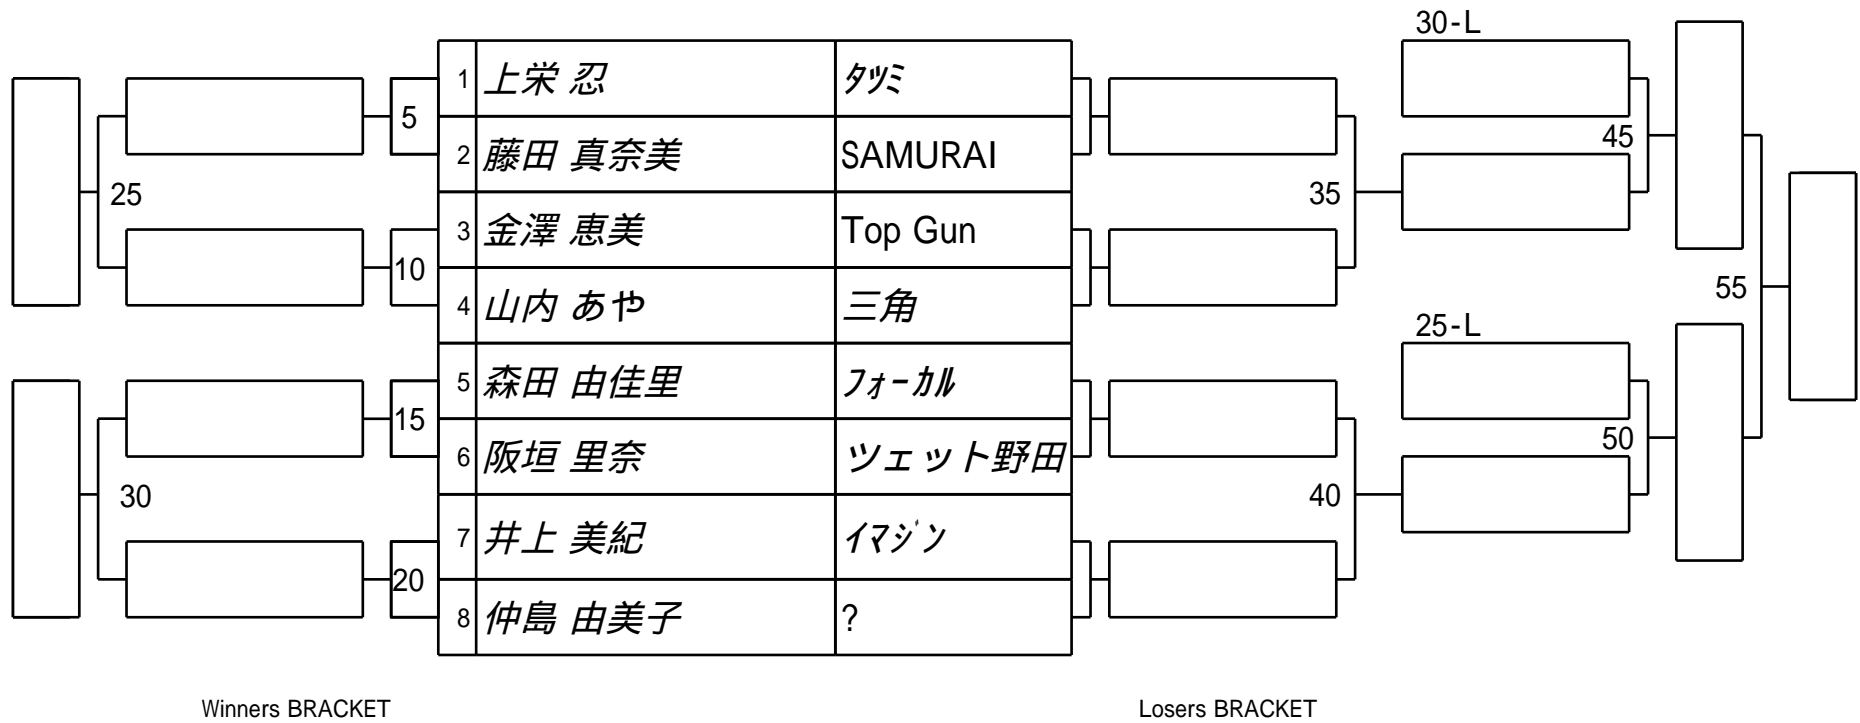 30-L
1 上栄 忍 タツミ
5
2 藤田 真奈美 SAMURAI
45
25
35
3 金澤 恵美 Top Gun
10
4 山内 あや 三角
55
25-L
5 森田 由佳里 フォーカル
15
6 阪垣 里奈 ツェット野田
50
30
40
7 井上 美紀 イマジン
20
8 仲島 由美子 ?
Winners BRACKET
Losers BRACKET